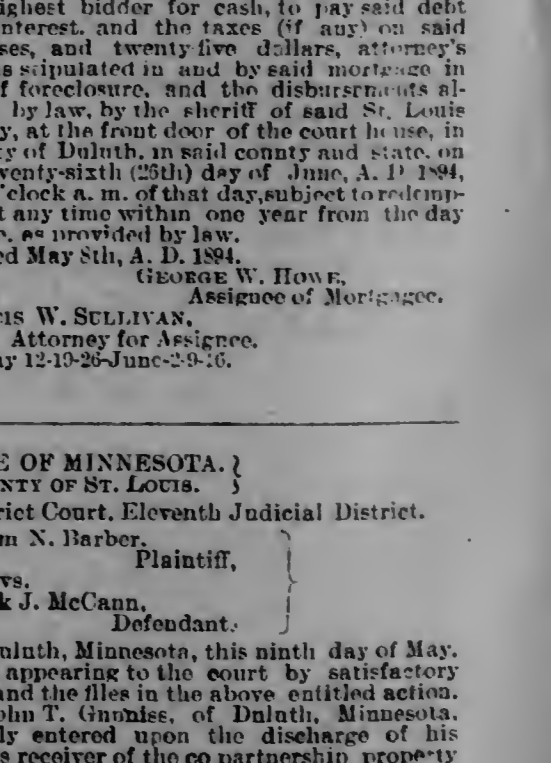 ighest bidder for cash, to pay said debt
nterest. and the taxes (if any) on said
ses, and twenty-five dollars, attorney's
s stipulated in and by said mortgage in
f foreclosure, and the disbursements al-
by law, by the sheriff of said St. Louis
y, at the front door of the court house, in
ty of Duluth, in said county and state, on
venty-sixth (26th) day of June, A. D 1894,
'clock a. m. of that day, subject to redemp-
t any time within one year from the day
e, as provided by law.
ed May 8th, A. D. 1894.
GEORGE W. HOWE,
Assignee of Mortgagee.
CIS W. SULLIVAN,
Attorney for Assignee.
ay 12-19-26-June-2-9-16.
E OF MINNESOTA. }
NTY OF ST. LOUIS. }
rict Court, Eleventh Judicial District.
m N. Barber,
Plaintiff,
vs.
k J. McCann,
Defendant.
uluth, Minnesota, this ninth day of May.
appearing to the court by satisfactory
and the files in the above entitled action.
ohn T. of Duluth, Minnesota.
ly entered upon the discharge of his
s receiver of the co partnership property